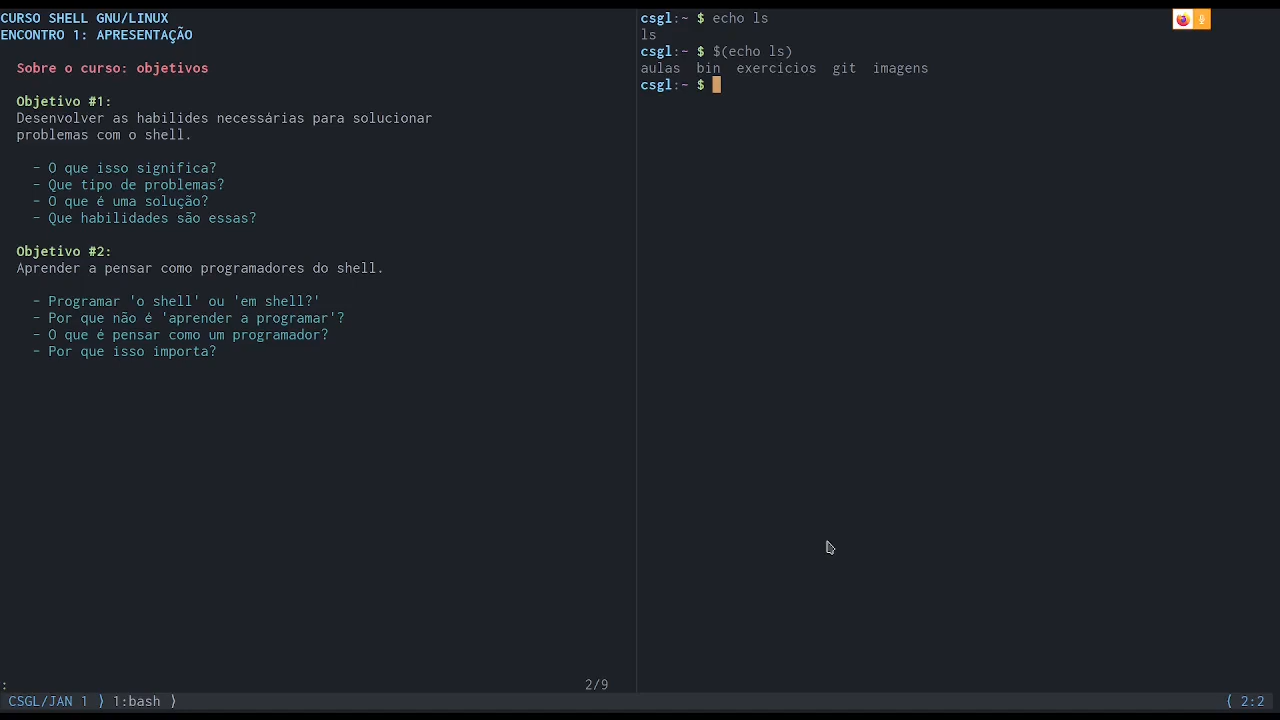 CURSO SHELL GNU/LINUX
ENCONTRO 1: APRESENTAÇÃO
Sobre o curso: objetivos
Objetivo #1:
Desenvolver as habilides necessárias para solucionar
problemas com o shell.
- O que isso significa?
- Que tipo de problemas?
- O que é uma solução?
- Que habilidades são essas?
Objetivo #2:
Aprender a pensar como programadores do shell.
- Programar 'o shell' ou 'em shell?'
- Por que não é 'aprender a programar'?
- O que é pensar como um programador?
- Por que isso importa?
: 2/9
csgl:~ $ echo ls
ls
csgl:~ $ $(echo ls)
aulas  bin  exercicios  git  imagens
csgl:~ $
CSGL/JAN 1 ⟩ 1:bash ⟩ ⟨ 2:2